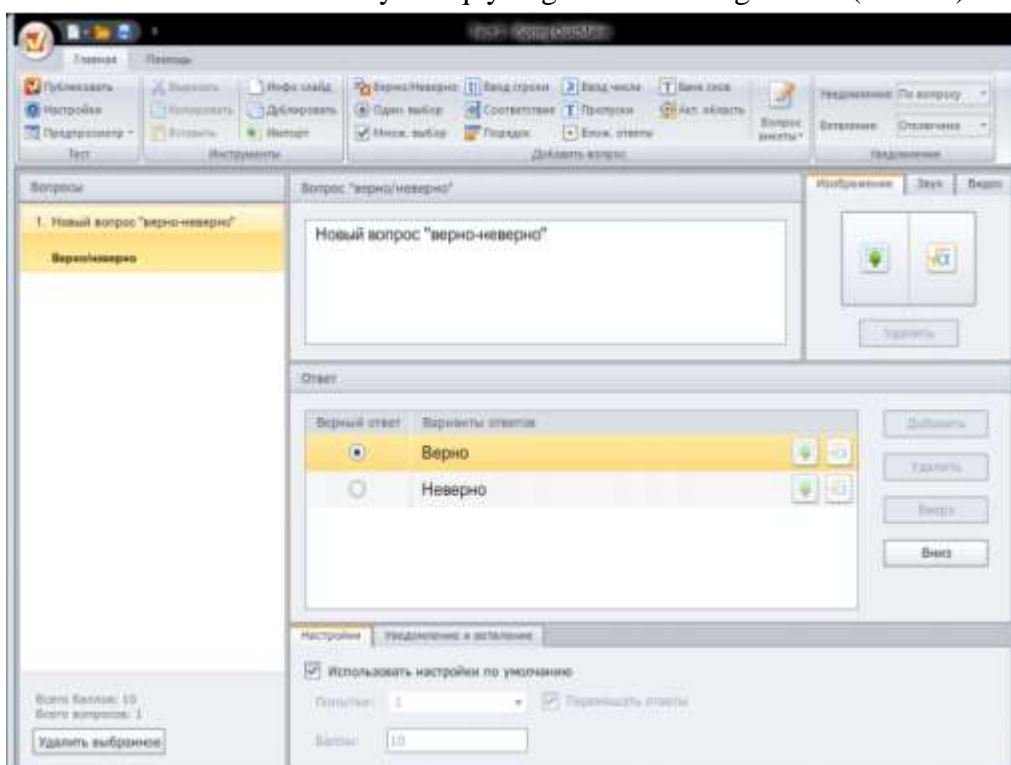 Главная Помощь
Публиковать Вырезать Инфо слайд Верно/Неверно Ввод строки Ввод числа Банк слов
Настройки Копировать Дублировать Один. выбор Соответствие Пропуски Акт. область
Предпросмотр Вставить Импорт Множ. выбор Порядок Влож. ответы
Вопрос анкеты
Уведомление: По вопросу
Ветвление: Отключено
Тест Инструменты Добавить вопрос Уведомление
Вопросы
1. Новый вопрос "верно-неверно"
Верно/неверно
Всего баллов: 10
Всего вопросов: 1
Удалить выбранное
Вопрос "верно/неверно"
Новый вопрос "верно-неверно"
Изображение Звук Видео
Удалить
Ответ
Верный ответ Варианты ответов
Верно
Неверно
Добавить
Удалить
Вверх
Вниз
Настройки Уведомление и ветвление
Использовать настройки по умолчанию
Попытки: 1 Перемешать ответы
Баллы: 10